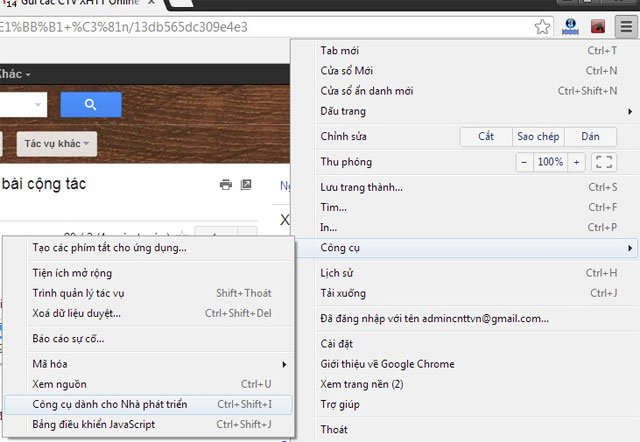 14 Gửi các CTV XHTT Online ×
E1%BB%B1+%C3%81n/13db565dc309e4e3
Khác
Tác vụ khác
bài cộng tác
Tab mới Ctrl+T
Cửa sổ Mới Ctrl+N
Cửa sổ ẩn danh mới Ctrl+Shift+N
Dấu trang
Chỉnh sửa Cắt Sao chép Dán
Thu phóng − 100% +
Lưu trang thành... Ctrl+S
Tìm... Ctrl+F
In... Ctrl+P
Công cụ
Lịch sử Ctrl+H
Tải xuống Ctrl+J
Đã đăng nhập với tên admincnttvn@gmail.com...
Cài đặt
Giới thiệu về Google Chrome
Xem trang nền (2)
Trợ giúp
Thoát
Tạo các phím tắt cho ứng dụng...
Tiện ích mở rộng
Trình quản lý tác vụ Shift+Thoát
Xoá dữ liệu duyệt... Ctrl+Shift+Del
Báo cáo sự cố...
Mã hóa
Xem nguồn Ctrl+U
Công cụ dành cho Nhà phát triển Ctrl+Shift+I
Bảng điều khiển JavaScript Ctrl+Shift+J